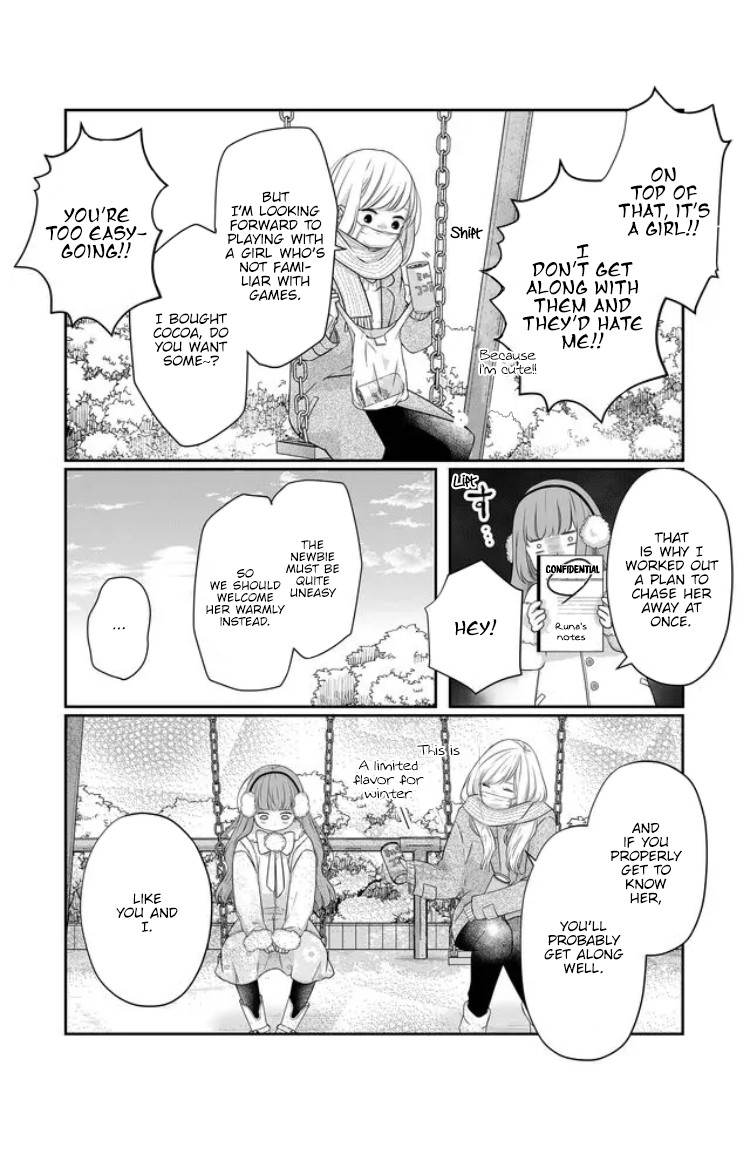 ON
TOP OF
THAT, IT'S
A GIRL!!
I
DON'T GET
ALONG WITH
THEM AND
THEY'D HATE
ME!!
Because
I'm cute!!
Shift
BUT
I'M LOOKING
FORWARD TO
PLAYING WITH
A GIRL WHO'S
NOT FAMI-
LIAR WITH
GAMES.
I BOUGHT
COCOA, DO
YOU WANT
SOME~?
YOU'RE
TOO EASY-
GOING!!
THAT
IS WHY I
WORKED OUT
A PLAN TO
CHASE HER
AWAY AT
ONCE.
Lift
す…
CONFIDENTIAL
Runa's
notes
HEY!
THE
NEWBIE
MUST BE
QUITE
UNEASY
SO
WE SHOULD
WELCOME
HER WARMLY
INSTEAD.
...
AND
IF YOU
PROPERLY
GET TO
KNOW
HER,
YOU'LL
PROBABLY
GET ALONG
WELL.
This is
A limited
flavor for
winter
LIKE
YOU AND
I.